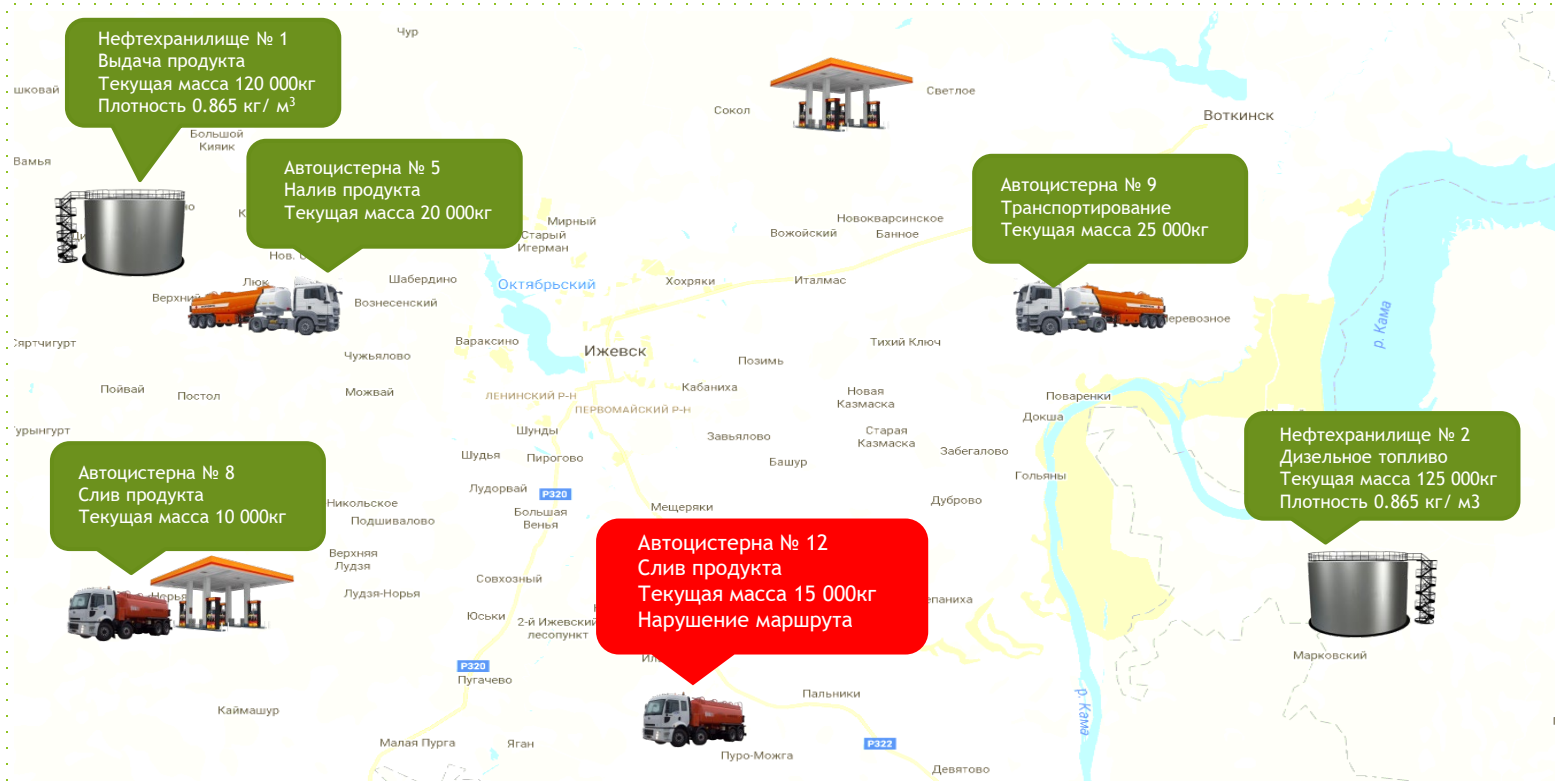 Нефтехранилище № 1
Выдача продукта
Текущая масса 120 000кг
Плотность 0.865 кг/ м³
Чур
шковай
Большой
Кияик
Вамья
Сокол
Светлое
Воткинск
Автоцистерна № 5
Налив продукта
Текущая масса 20 000кг
Автоцистерна № 9
Транспортирование
Текущая масса 25 000кг
Мирный
Старый
Игерман
Новокварсинское
Вожойский
Банное
Люк
Шабердино
Октябрьский
Хохряки
Италмас
Верхний
Вознесенский
Вараксино
Ижевск
Чужьялово
Позимь
Тихий Ключ
Пойвай
Постол
Можвай
ЛЕНИНСКИЙ Р-Н
ПЕРВОМАЙСКИЙ Р-Н
Кабаниха
Новая
Казмаска
Поваренки
Докша
р. Кама
Шунды
Завьялово
Старая
Казмаска
Шудья
Пирогово
Башур
Забегалово
Гольяны
Нефтехранилище № 2
Дизельное топливо
Текущая масса 125 000кг
Плотность 0.865 кг/ м3
Автоцистерна № 8
Слив продукта
Текущая масса 10 000кг
Лудорвай
P320
Никольское
Подшивалово
Большая
Венья
Мещеряки
Дуброво
Верхняя
Лудзя
Лудзя-Норья
Совхозный
Юськи
2-й Ижевский
лесопункт
Автоцистерна № 12
Слив продукта
Текущая масса 15 000кг
Нарушение маршрута
P320
Пугачево
Марковский
Каймашур
Пальники
р. Кама
Малая Пурга
Яган
Пуро-Можга
P322
Девятово